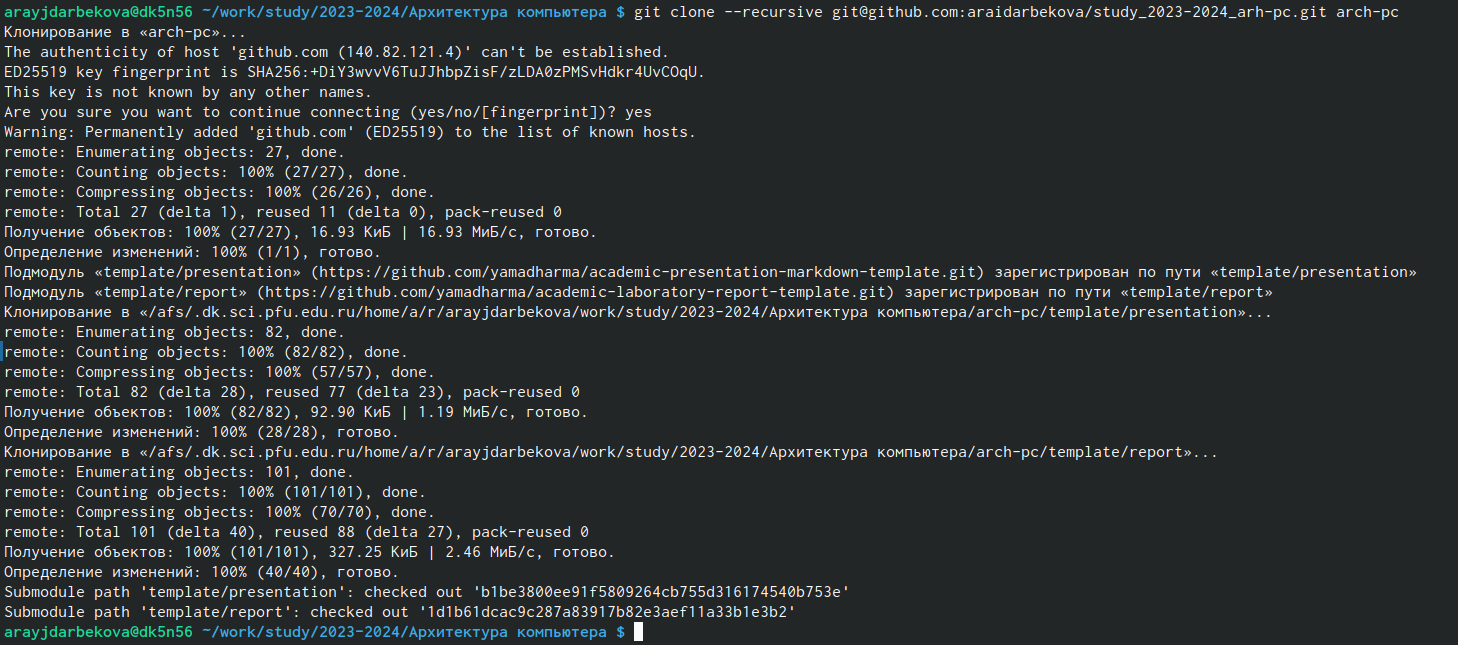 arayjdarbekova@dk5n56 ~/work/study/2023-2024/Архитектура компьютера $ git clone --recursive git@github.com:araidarbekova/study_2023-2024_arh-pc.git arch-pc
Клонирование в «arch-pc»...
The authenticity of host 'github.com (140.82.121.4)' can't be established.
ED25519 key fingerprint is SHA256:+DiY3wvvV6TuJJhbpZisF/zLDA0zPMSvHdkr4UvCOqU.
This key is not known by any other names.
Are you sure you want to continue connecting (yes/no/[fingerprint])? yes
Warning: Permanently added 'github.com' (ED25519) to the list of known hosts.
remote: Enumerating objects: 27, done.
remote: Counting objects: 100% (27/27), done.
remote: Compressing objects: 100% (26/26), done.
remote: Total 27 (delta 1), reused 11 (delta 0), pack-reused 0
Получение объектов: 100% (27/27), 16.93 КиБ | 16.93 МиБ/с, готово.
Определение изменений: 100% (1/1), готово.
Подмодуль «template/presentation» (https://github.com/yamadharma/academic-presentation-markdown-template.git) зарегистрирован по пути «template/presentation»
Подмодуль «template/report» (https://github.com/yamadharma/academic-laboratory-report-template.git) зарегистрирован по пути «template/report»
Клонирование в «/afs/.dk.sci.pfu.edu.ru/home/a/r/arayjdarbekova/work/study/2023-2024/Архитектура компьютера/arch-pc/template/presentation»...
remote: Enumerating objects: 82, done.
remote: Counting objects: 100% (82/82), done.
remote: Compressing objects: 100% (57/57), done.
remote: Total 82 (delta 28), reused 77 (delta 23), pack-reused 0
Получение объектов: 100% (82/82), 92.90 КиБ | 1.19 МиБ/с, готово.
Определение изменений: 100% (28/28), готово.
Клонирование в «/afs/.dk.sci.pfu.edu.ru/home/a/r/arayjdarbekova/work/study/2023-2024/Архитектура компьютера/arch-pc/template/report»...
remote: Enumerating objects: 101, done.
remote: Counting objects: 100% (101/101), done.
remote: Compressing objects: 100% (70/70), done.
remote: Total 101 (delta 40), reused 88 (delta 27), pack-reused 0
Получение объектов: 100% (101/101), 327.25 КиБ | 2.46 МиБ/с, готово.
Определение изменений: 100% (40/40), готово.
Submodule path 'template/presentation': checked out 'b1be3800ee91f5809264cb755d316174540b753e'
Submodule path 'template/report': checked out '1d1b61dcac9c287a83917b82e3aef11a33b1e3b2'
arayjdarbekova@dk5n56 ~/work/study/2023-2024/Архитектура компьютера $